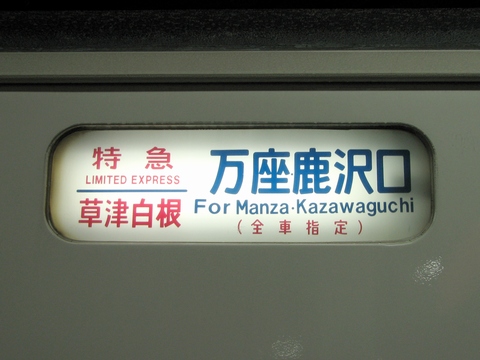 特急
LIMITED EXPRESS
草津白根
万座鹿沢口
For Manza-Kazawaguchi
(全車指定)